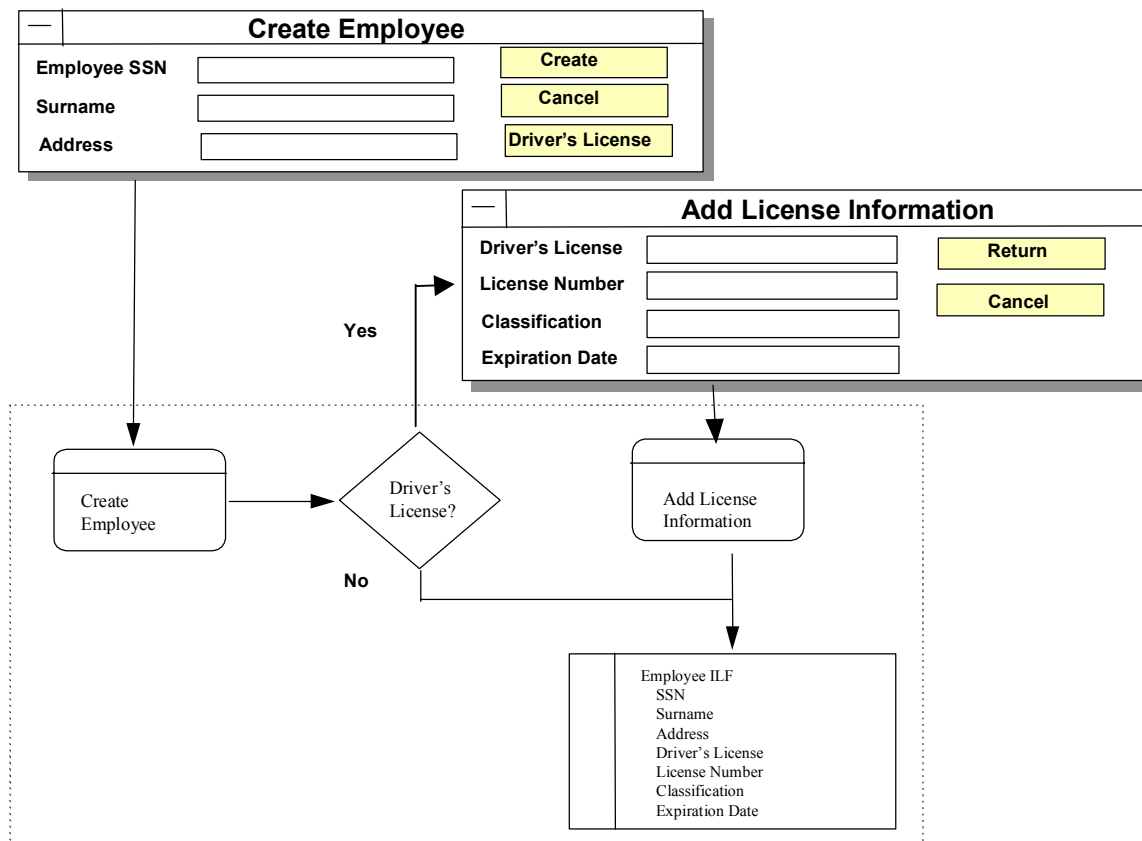 Create Employee
Employee SSN
Create
Surname
Cancel
Address
Driver's License
Add License Information
Driver's License
Return
License Number
Cancel
Classification
Expiration Date
Yes
Create
Employee
Driver's
License?
Add License
Information
No
Employee ILF
SSN
Surname
Address
Driver's License
License Number
Classification
Expiration Date